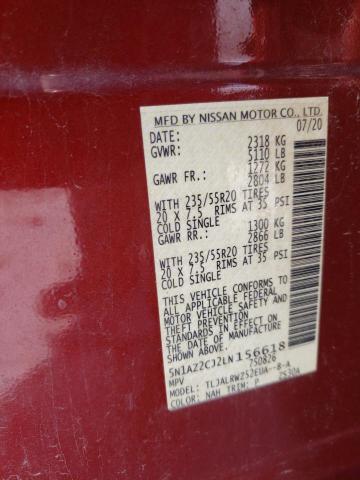 MFD BY NISSAN MOTOR CO., LTD.
DATE: 07/20
GVWR: 2318 KG
5110 LB
GAWR FR.: 1272 KG
2804 LB
WITH 235/55R20 TIRES
20 X 7.5 RIMS AT 35 PSI
COLD SINGLE
GAWR RR.: 1300 KG
2866 LB
WITH 235/55R20 TIRES
20 X 7.5 RIMS AT 35 PSI
COLD SINGLE
THIS VEHICLE CONFORMS TO
ALL APPLICABLE U.S. FEDERAL
MOTOR VEHICLE SAFETY AND
THEFT PREVENTION
STANDARDS IN EFFECT ON THE
DATE OF MANUFACTURE
SHOWN ABOVE.
5N1AZ2CJ2LN156618
MPV 250826
MODEL: TLJALRWZ52EUA--B-A
COLOR: NAH TRIM: P Z530A